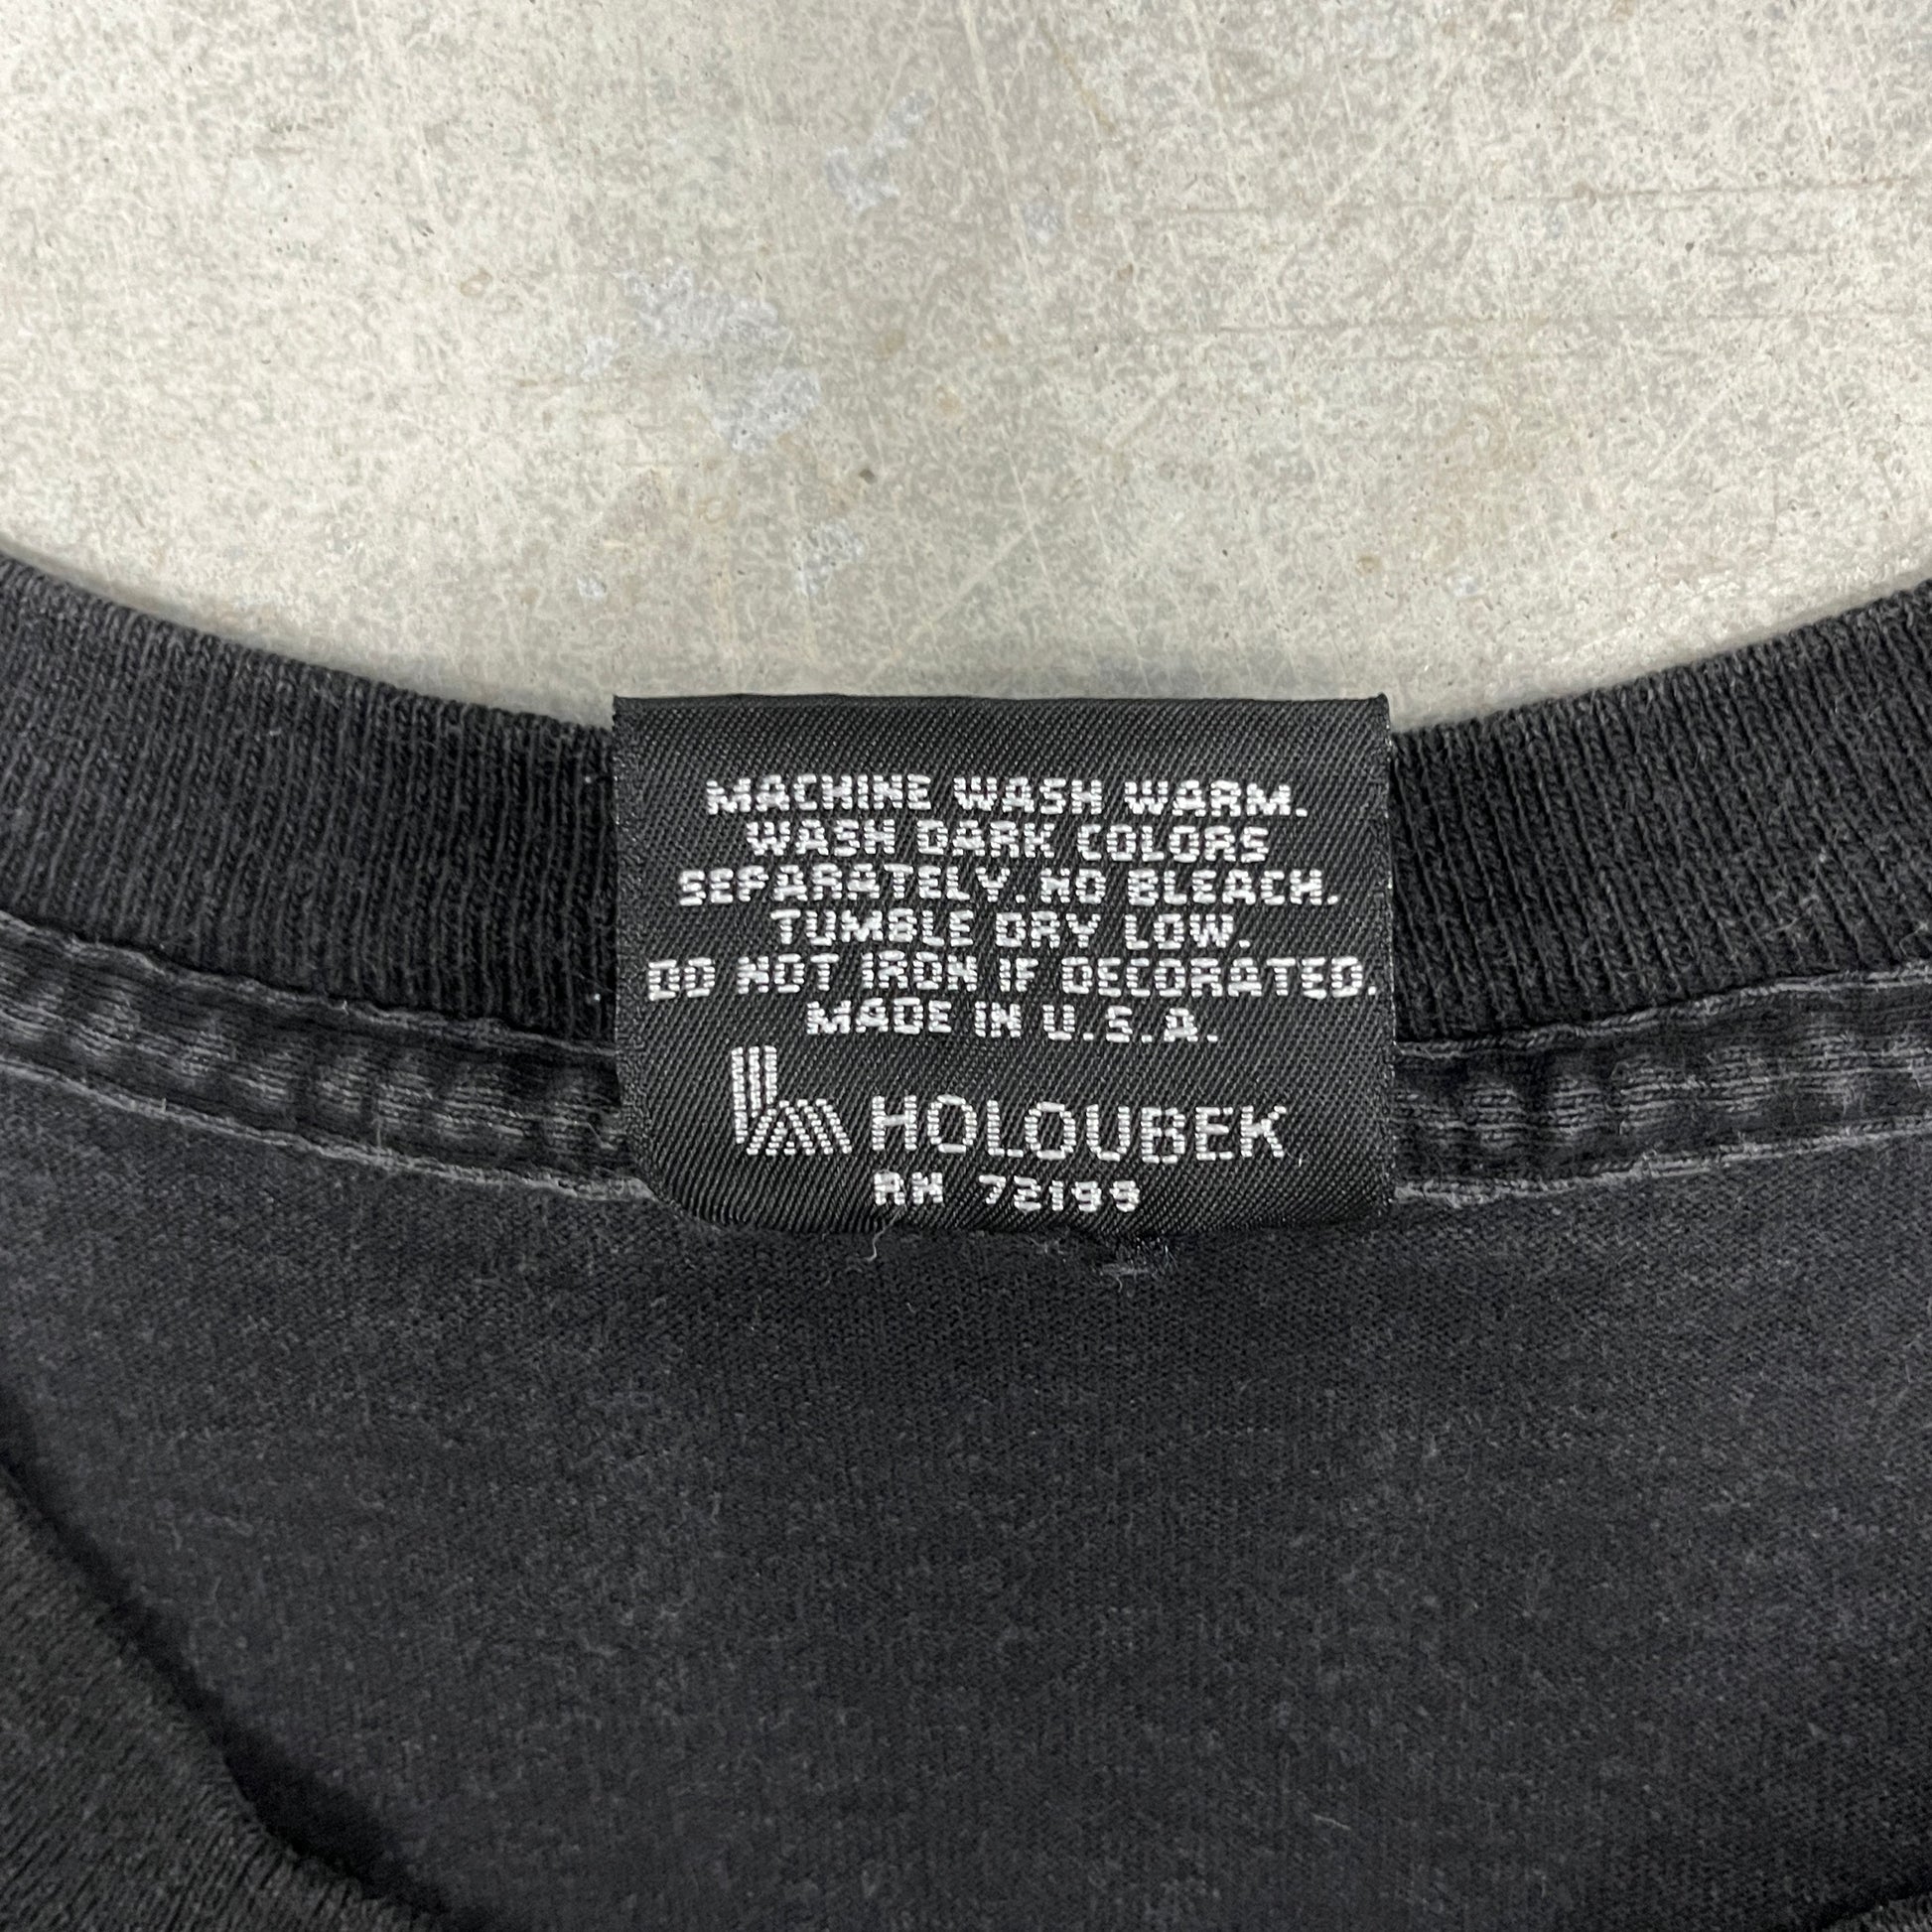 MACHINE WASH WARM.
WASH DARK COLORS
SEPARATELY. NO BLEACH.
TUMBLE DRY LOW.
DO NOT IRON IF DECORATED.
MADE IN U.S.A.
HOLOUBEK
RN 72199